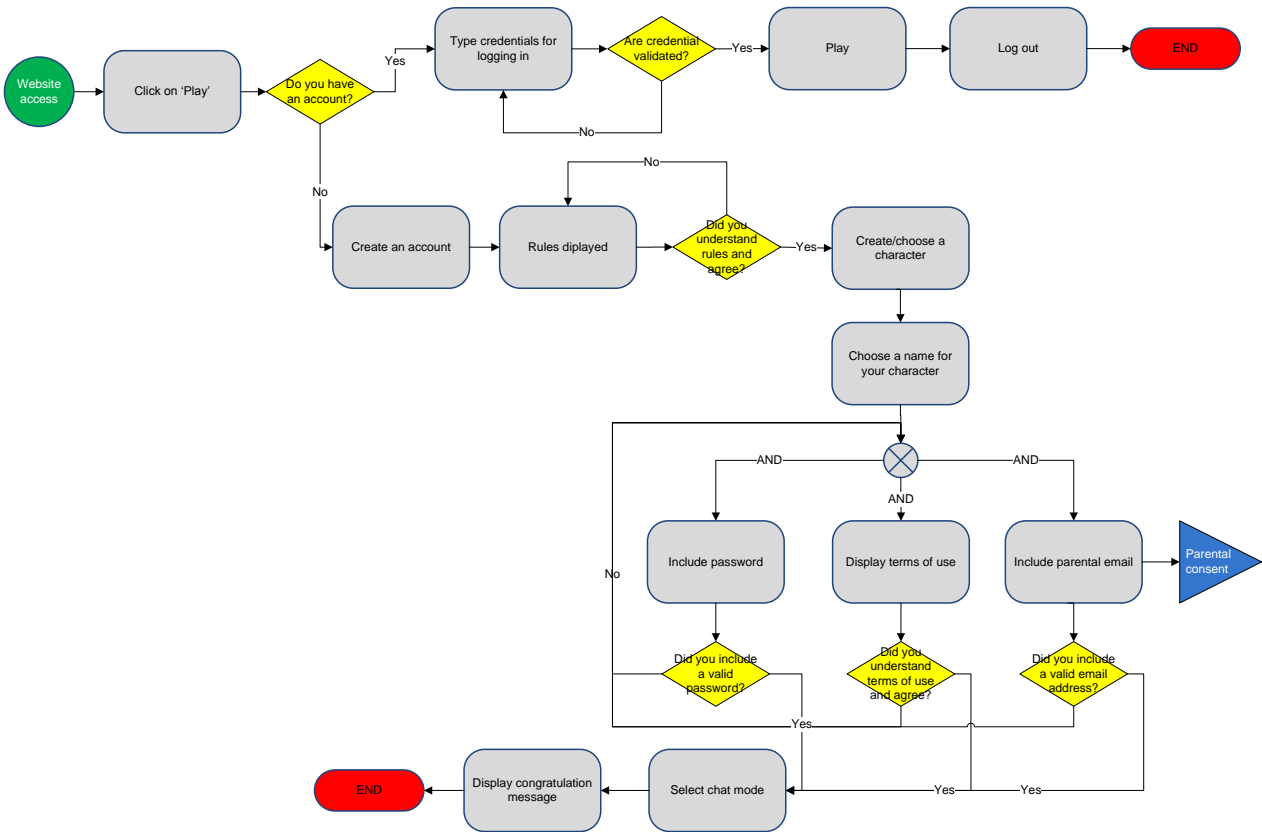 Website
access
Click on ‘Play’
Do you have
an account?
Yes
Type credentials for
logging in
Are credential
validated?
Yes
Play
Log out
END
No
No
No
Create an account
Rules diplayed
Did you
understand
rules and
agree?
Yes
Create/choose a
character
Choose a name for
your character
AND
AND
AND
Include password
Display terms of use
Include parental email
Parental
consent
No
Did you include
a valid
password?
Did you
understand
terms of use
and agree?
Did you include
a valid email
address?
Yes
END
Display congratulation
message
Select chat mode
Yes
Yes